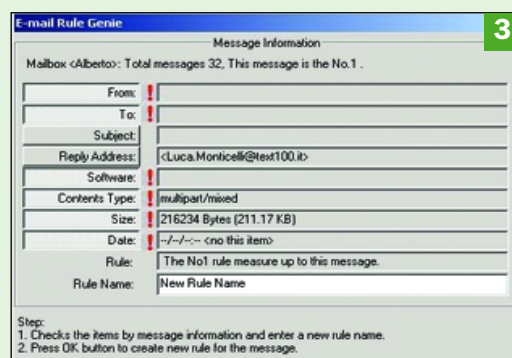 E-mail Rule Genie
3
Message Information
Mailbox <Alberto>: Total messages 32, This message is the No.1 .
From: !
To: !
Subject:
Reply Address: <Luca.Monticelli@text100.it>
Software: !
Contents Type: ! multipart/mixed
Size: ! 216234 Bytes (211.17 KB)
Date: ! --/--/--:-- <no this item>
Rule: The No1 rule measure up to this message.
Rule Name: New Rule Name
Step:
1. Checks the items by message information and enter a new rule name.
2. Press OK button to create new rule for the message.